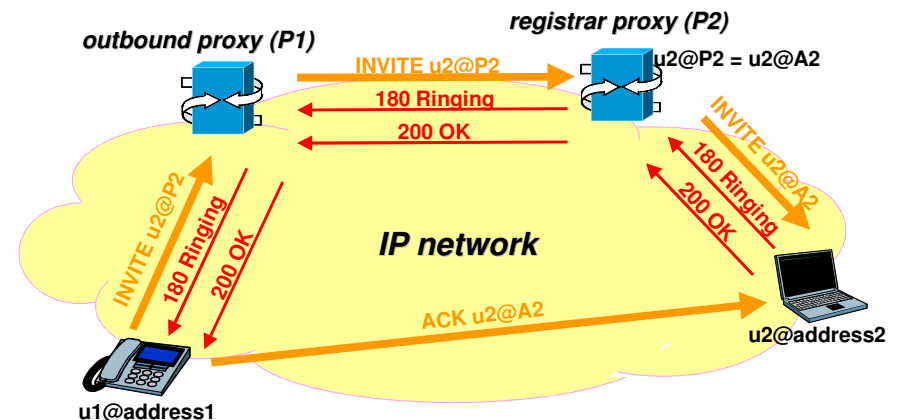 outbound proxy (P1)
registrar proxy (P2)
u2@P2 = u2@A2
INVITE u2@P2
180 Ringing
200 OK
INVITE u2@A2
180 Ringing
200 OK
INVITE u2@P2
180 Ringing
200 OK
IP network
ACK u2@A2
u2@address2
u1@address1